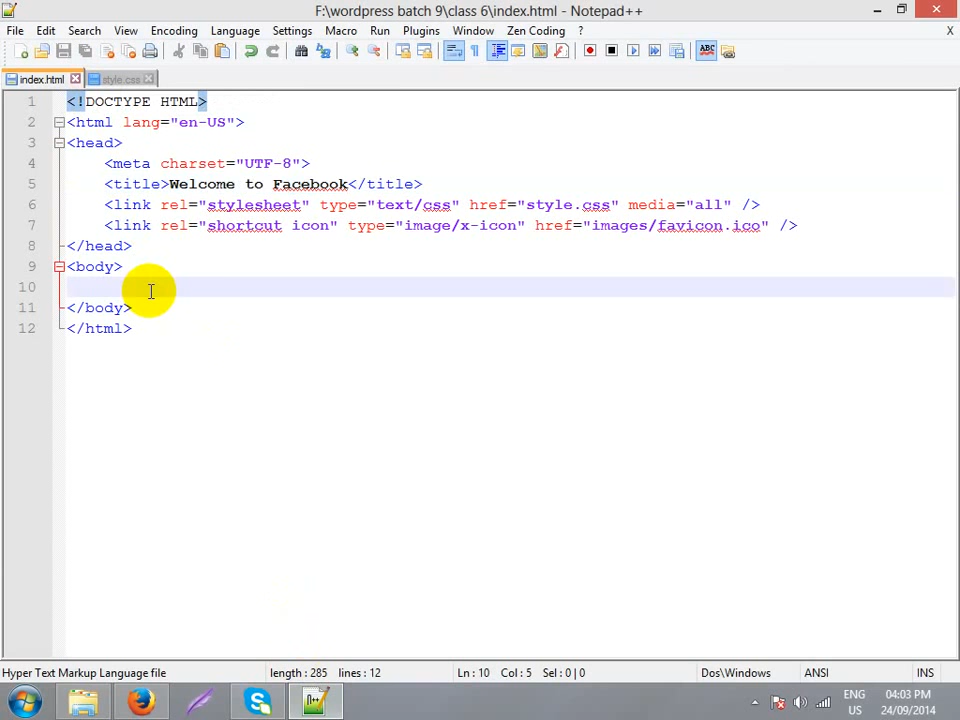 F:\wordpress batch 9\class 6\index.html - Notepad++
File Edit Search View Encoding Language Settings Macro Run Plugins Window Zen Coding ? X
index.html style.css
1 <!DOCTYPE HTML>
2 <html lang="en-US">
3 <head>
4 <meta charset="UTF-8">
5 <title>Welcome to Facebook</title>
6 <link rel="stylesheet" type="text/css" href="style.css" media="all" />
7 <link rel="shortcut icon" type="image/x-icon" href="images/favicon.ico" />
8 </head>
9 <body>
10
11 </body>
12 </html>
Hyper Text Markup Language file length : 285 lines : 12 Ln : 10 Col : 5 Sel : 0 | 0 Dos\Windows ANSI INS
ENG 04:03 PM
US 24/09/2014